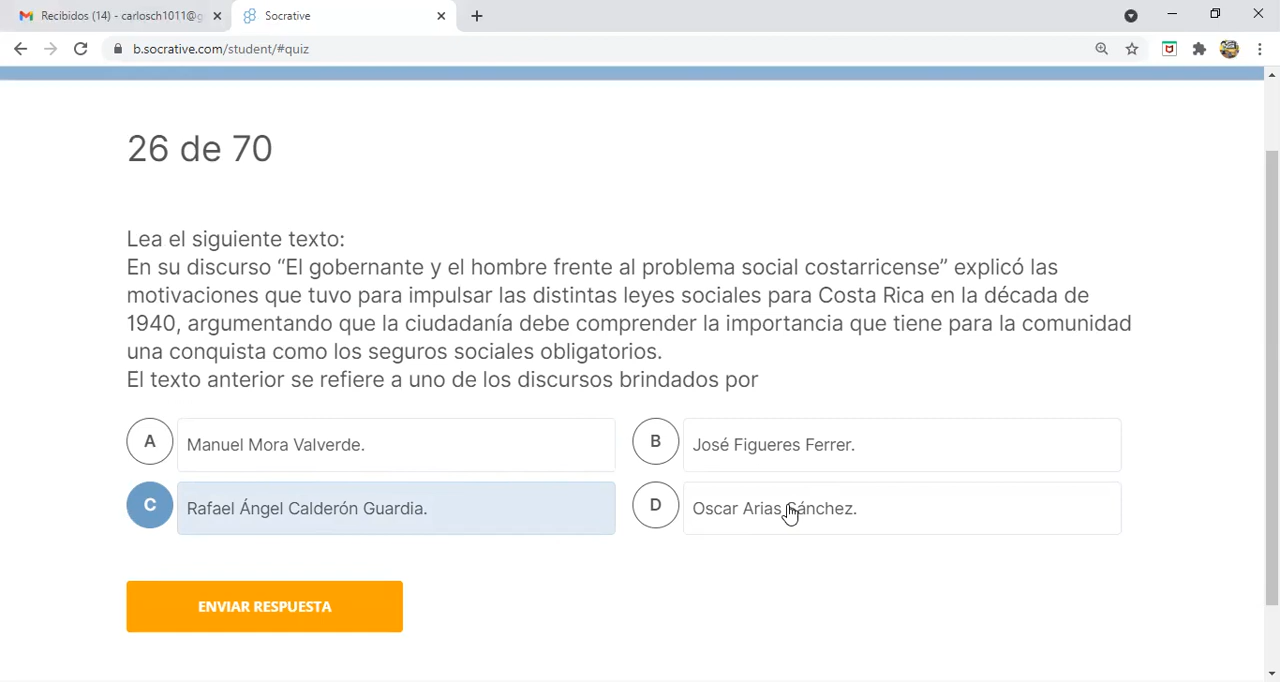 Recibidos (14) - carlosch1011@g
Socrative
b.socrative.com/student/#quiz
26 de 70
Lea el siguiente texto:
En su discurso “El gobernante y el hombre frente al problema social costarricense” explicó las
motivaciones que tuvo para impulsar las distintas leyes sociales para Costa Rica en la década de
1940, argumentando que la ciudadanía debe comprender la importancia que tiene para la comunidad
una conquista como los seguros sociales obligatorios.
El texto anterior se refiere a uno de los discursos brindados por
A Manuel Mora Valverde.
B José Figueres Ferrer.
C Rafael Ángel Calderón Guardia.
D Oscar Arias Sánchez.
ENVIAR RESPUESTA